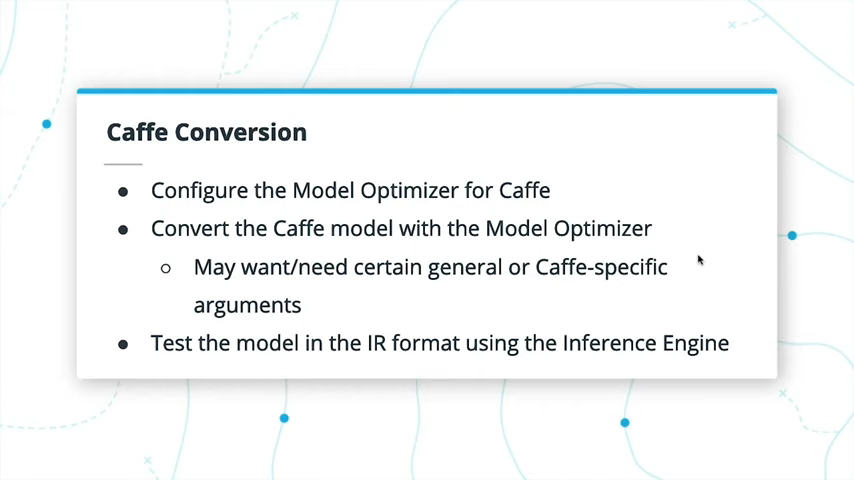 Caffe Conversion
● Configure the Model Optimizer for Caffe
● Convert the Caffe model with the Model Optimizer
○ May want/need certain general or Caffe-specific
arguments
● Test the model in the IR format using the Inference Engine